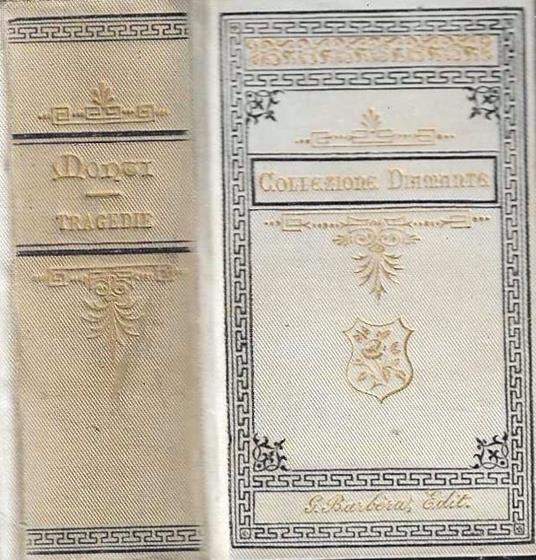 Monti
TRAGEDIE
Collezione Diamante
G. Barbèra, Edit.